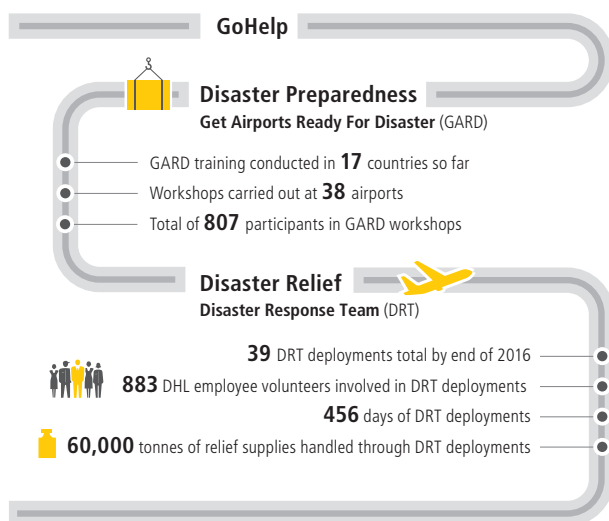 GoHelp
Disaster Preparedness
Get Airports Ready For Disaster (GARD)
GARD training conducted in 17 countries so far
Workshops carried out at 38 airports
Total of 807 participants in GARD workshops
Disaster Relief
Disaster Response Team (DRT)
39 DRT deployments total by end of 2016
883 DHL employee volunteers involved in DRT deployments
456 days of DRT deployments
60,000 tonnes of relief supplies handled through DRT deployments